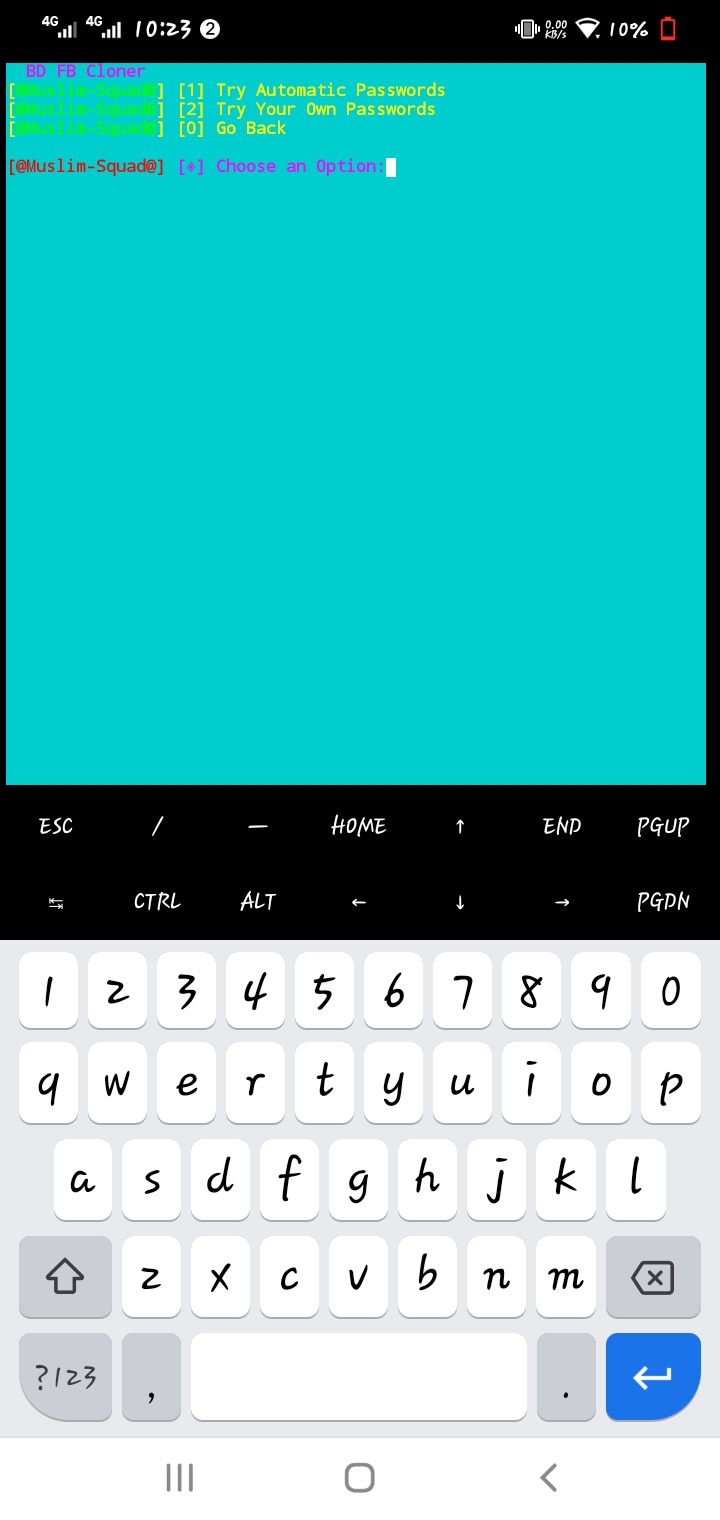 4G 4G 10:23 2 0.00 KB/s 10%
BD FB Cloner
[@Muslim-Squad@] [1] Try Automatic Passwords
[@Muslim-Squad@] [2] Try Your Own Passwords
[@Muslim-Squad@] [0] Go Back
[@Muslim-Squad@] [◈] Choose an Option:
ESC / — HOME ↑ END PGUP
↹ CTRL ALT ← ↓ → PGDN
1 2 3 4 5 6 7 8 9 0
q w e r t y u i o p
a s d f g h j k l
z x c v b n m
?123 , .